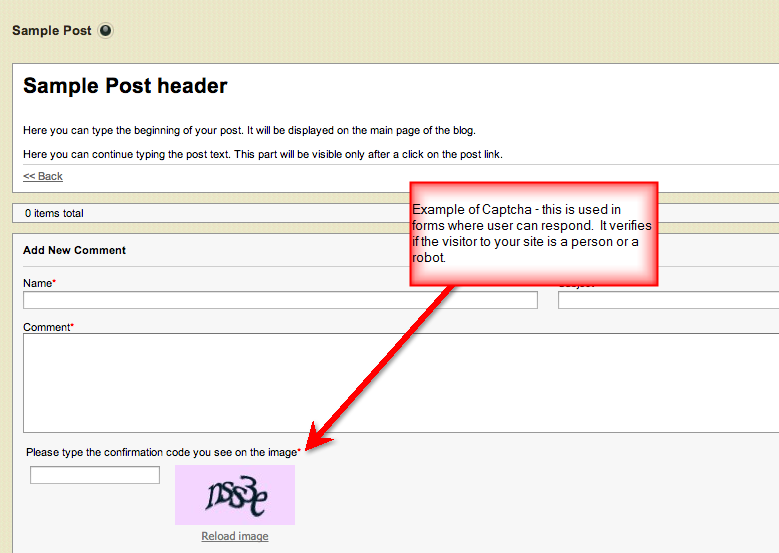 Sample Post
Sample Post header
Here you can type the beginning of your post. It will be displayed on the main page of the blog.
Here you can continue typing the post text. This part will be visible only after a click on the post link.
<< Back
Example of Captcha - this is used in
forms where user can respond.  It verifies
if the visitor to your site is a person or a
robot.
0 items total
Add New Comment
Name*
Comment*
Please type the confirmation code you see on the image*
nss3e
Reload image